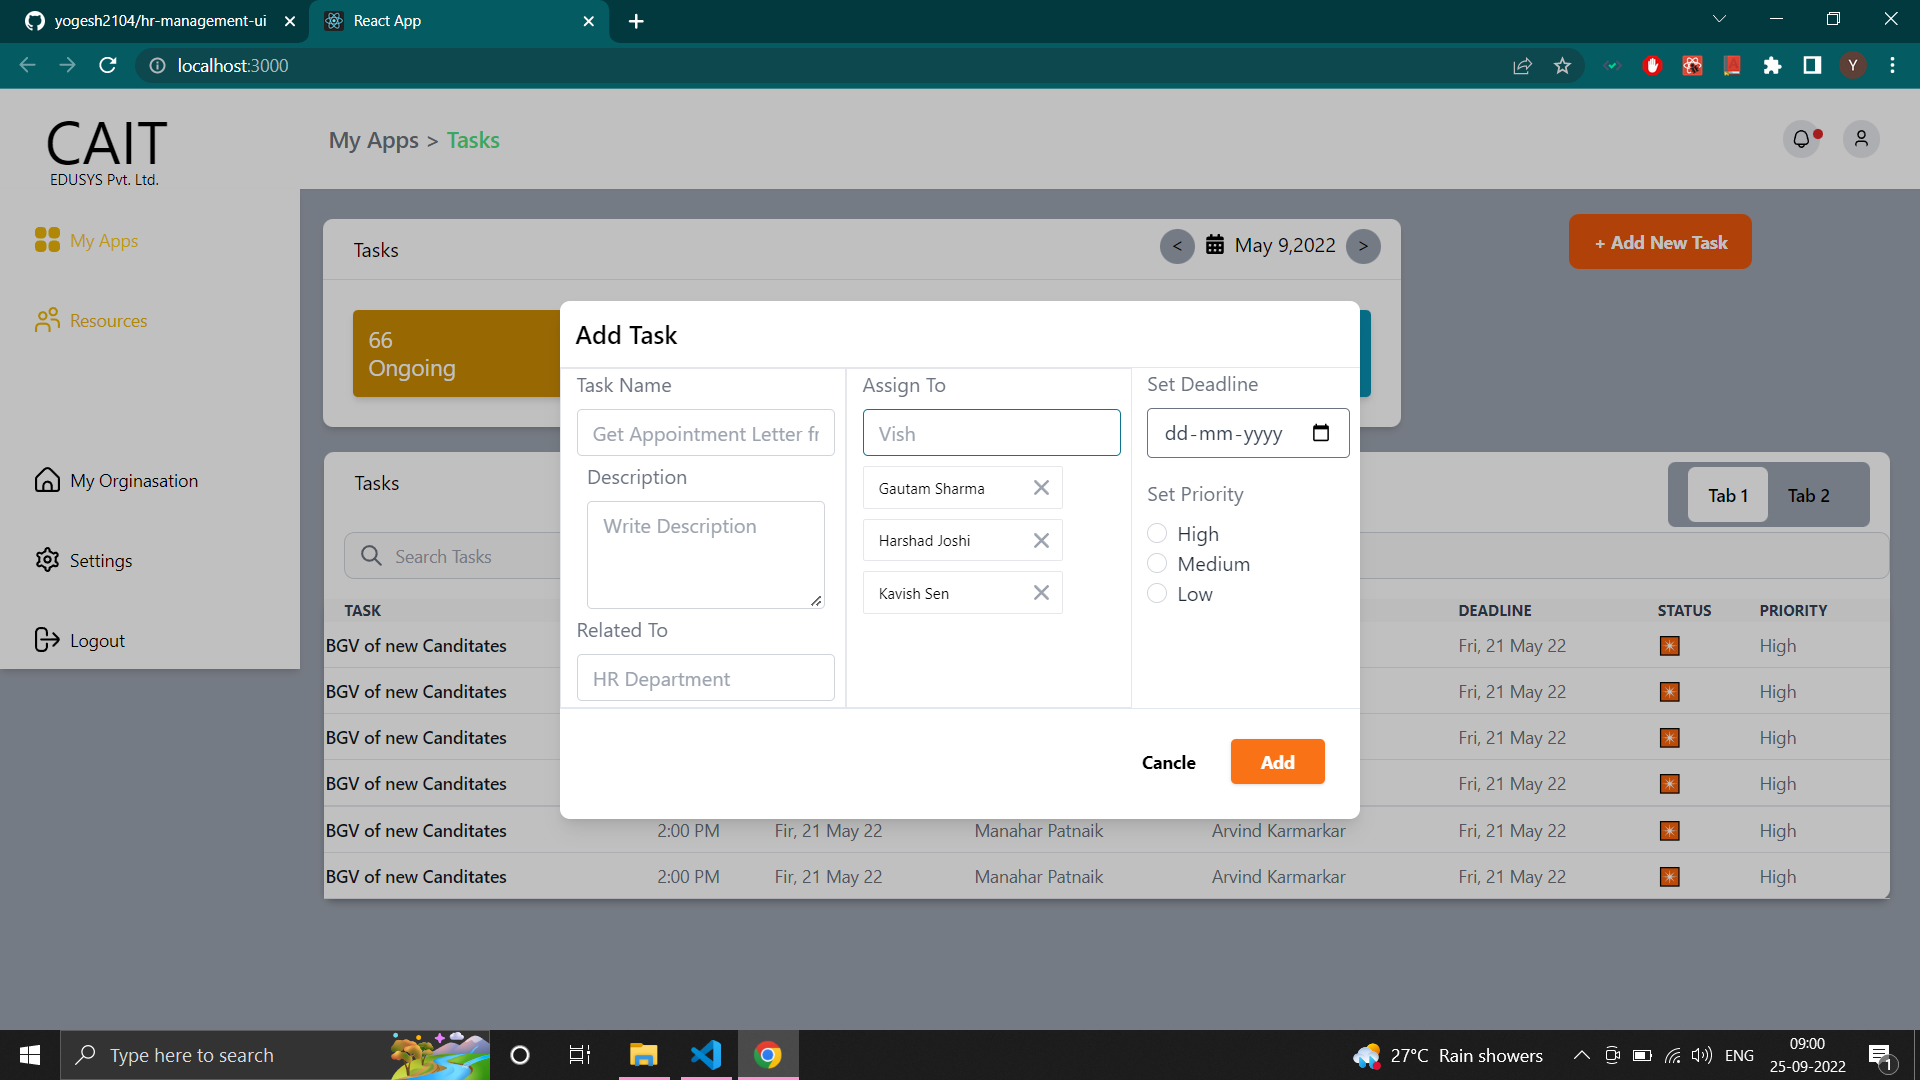 yogesh2104/hr-management-ui
React App
localhost:3000
Y
CAIT
EDUSYS Pvt. Ltd.
My Apps > Tasks
My Apps
Resources
My Orginasation
Settings
Logout
Tasks
< May 9,2022 >
+ Add New Task
66
Ongoing
Tasks
Tab 1 Tab 2
Search Tasks
TASK DEADLINE STATUS PRIORITY
BGV of new Canditates Fri, 21 May 22 High
BGV of new Canditates Fri, 21 May 22 High
BGV of new Canditates Fri, 21 May 22 High
BGV of new Canditates Fri, 21 May 22 High
BGV of new Canditates 2:00 PM Fir, 21 May 22 Manahar Patnaik Arvind Karmarkar Fri, 21 May 22 High
BGV of new Canditates 2:00 PM Fir, 21 May 22 Manahar Patnaik Arvind Karmarkar Fri, 21 May 22 High
Add Task
Task Name
Get Appointment Letter fr
Description
Write Description
Related To
HR Department
Assign To
Vish
Gautam Sharma
Harshad Joshi
Kavish Sen
Set Deadline
dd-mm-yyyy
Set Priority
High
Medium
Low
Cancle Add
Type here to search
27°C Rain showers
ENG
09:00
25-09-2022
1